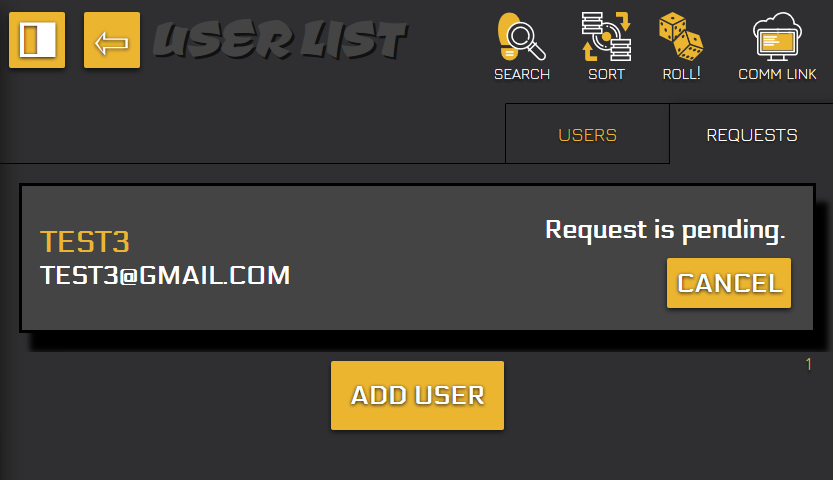 USER LIST
SEARCH
SORT
ROLL!
COMM LINK
USERS
REQUESTS
TEST3
TEST3@GMAIL.COM
Request is pending.
CANCEL
1
ADD USER